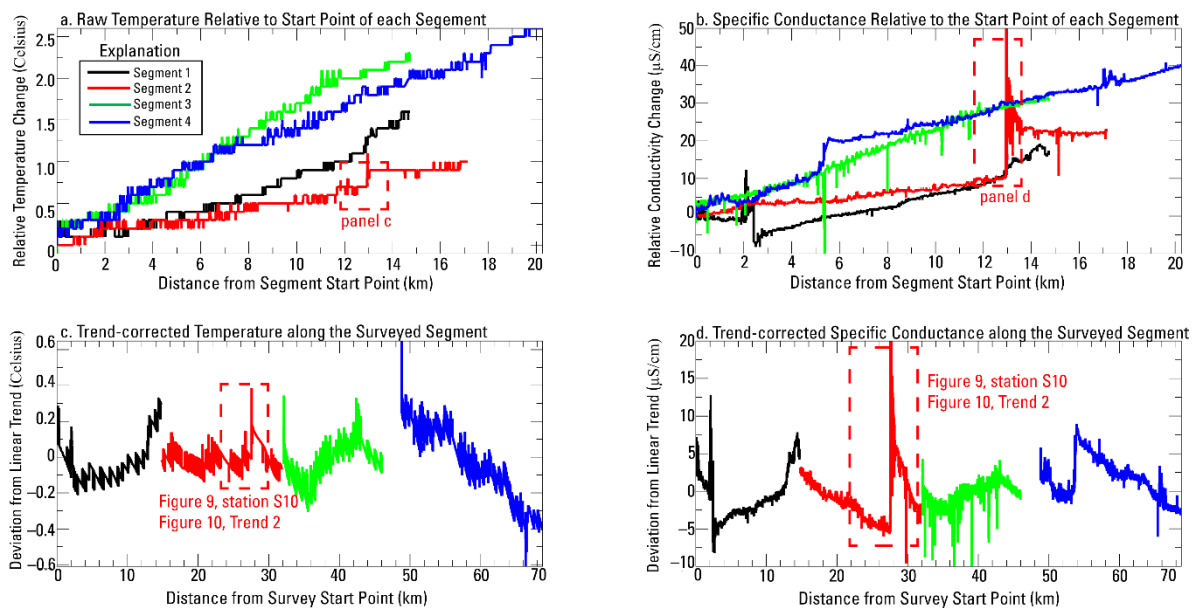 a. Raw Temperature Relative to Start Point of each Segement
Relative Temperature Change (Celsius)
2.5
2.0
1.5
1.0
0.5
0
Explanation
Segment 1
Segment 2
Segment 3
Segment 4
panel c
0 2 4 6 8 10 12 14 16 18 20
Distance from Segment Start Point (km)
b. Specific Conductance Relative to the Start Point of each Segement
Relative Conductivity Change (µS/cm)
50
40
30
20
10
0
−10
panel d
0 2 4 6 8 10 12 14 16 18 20
Distance from Segment Start Point (km)
c. Trend-corrected Temperature along the Surveyed Segment
Deviation from Linear Trend (Celsius)
0.6
0.4
0.2
0
−0.2
−0.4
−0.6
Figure 9, station S10
Figure 10, Trend 2
0 10 20 30 40 50 60 70
Distance from Survey Start Point (km)
d. Trend-corrected Specific Conductance along the Surveyed Segment
Deviation from Linear Trend (µS/cm)
20
15
10
5
0
−5
−10
Figure 9, station S10
Figure 10, Trend 2
0 10 20 30 40 50 60 70
Distance from Survey Start Point (km)